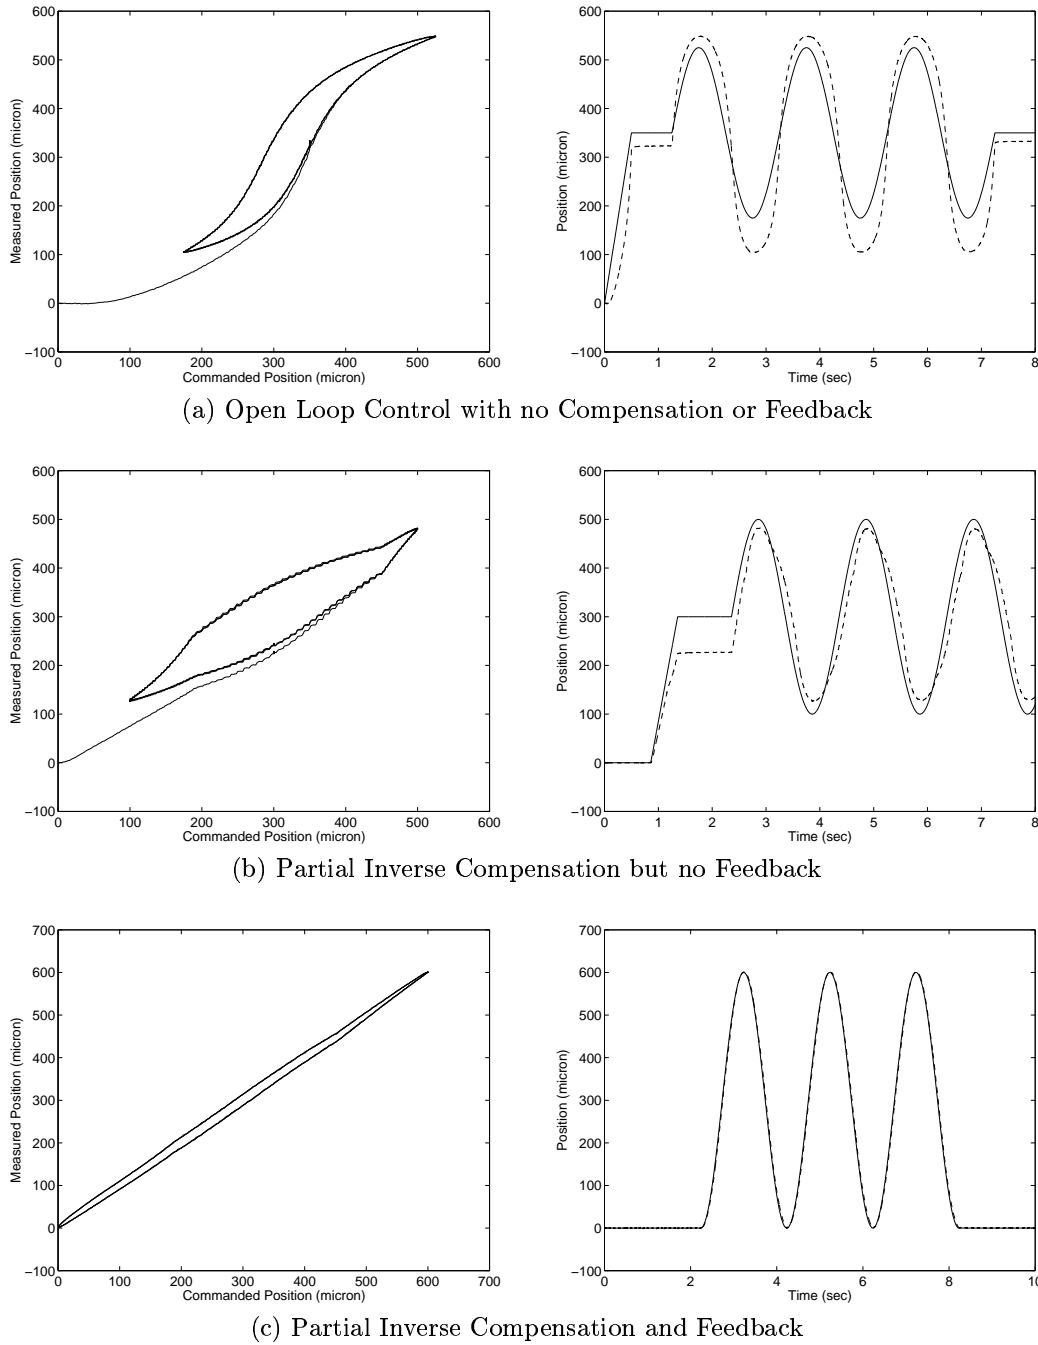 600
500
400
300
200
100
0
−100
0 100 200 300 400 500 600
Measured Position (micron)
Commanded Position (micron)
600
500
400
300
200
100
0
−100
0 1 2 3 4 5 6 7 8
Position (micron)
Time (sec)
(a) Open Loop Control with no Compensation or Feedback
600
500
400
300
200
100
0
−100
0 100 200 300 400 500 600
Measured Position (micron)
Commanded Position (micron)
600
500
400
300
200
100
0
−100
0 1 2 3 4 5 6 7 8
Position (micron)
Time (sec)
(b) Partial Inverse Compensation but no Feedback
700
600
500
400
300
200
100
0
−100
0 100 200 300 400 500 600 700
Measured Position (micron)
Commanded Position (micron)
700
600
500
400
300
200
100
0
−100
0 2 4 6 8 10
Position (micron)
Time (sec)
(c) Partial Inverse Compensation and Feedback